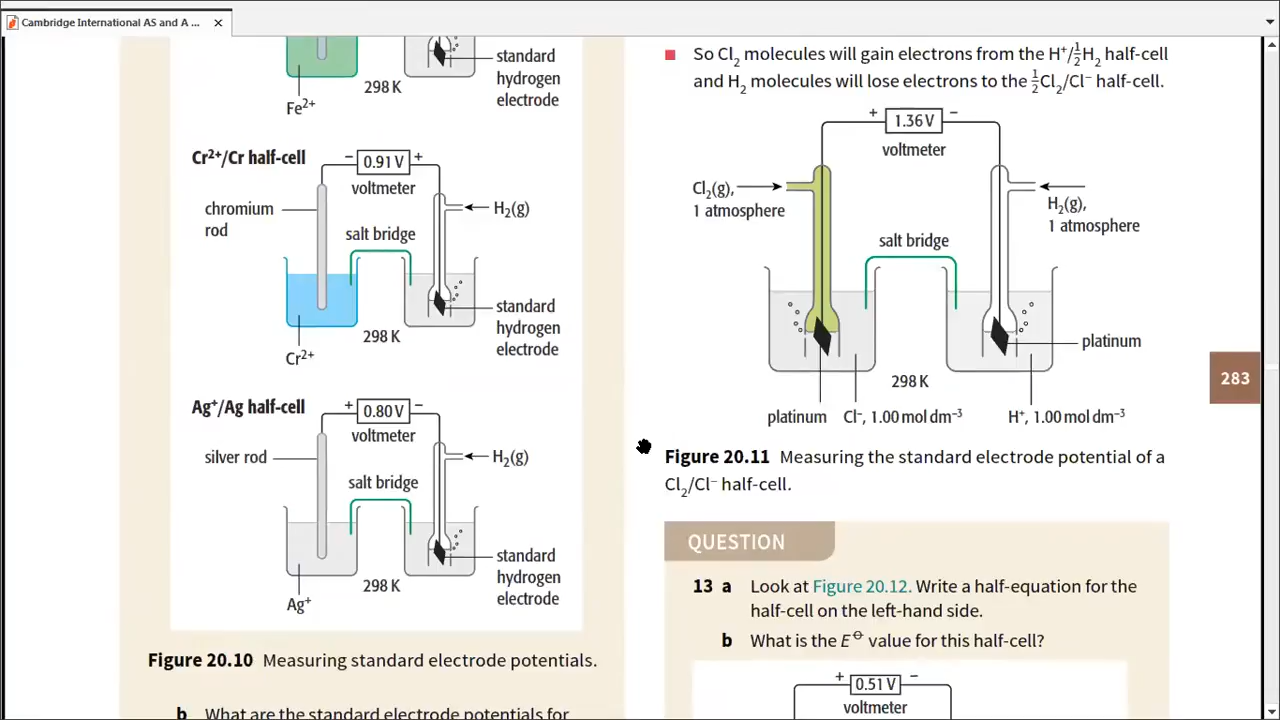 Cambridge International AS and A ...
standard
hydrogen
electrode
298 K
Fe²⁺
Cr²⁺/Cr half-cell
− 0.91 V +
voltmeter
chromium
rod
H₂(g)
salt bridge
standard
hydrogen
electrode
298 K
Cr²⁺
Ag⁺/Ag half-cell
+ 0.80 V −
voltmeter
silver rod
H₂(g)
salt bridge
standard
hydrogen
electrode
298 K
Ag⁺
Figure 20.10 Measuring standard electrode potentials.
b What are the standard electrode potentials for
So Cl₂ molecules will gain electrons from the H⁺/½H₂ half-cell
and H₂ molecules will lose electrons to the ½Cl₂/Cl⁻ half-cell.
+ 1.36 V −
voltmeter
Cl₂(g),
1 atmosphere
H₂(g),
1 atmosphere
salt bridge
platinum
298 K
platinum Cl⁻, 1.00 mol dm⁻³ H⁺, 1.00 mol dm⁻³
283
Figure 20.11 Measuring the standard electrode potential of a
Cl₂/Cl⁻ half-cell.
QUESTION
13 a Look at Figure 20.12. Write a half-equation for the
half-cell on the left-hand side.
b What is the E⦵ value for this half-cell?
+ 0.51 V −
voltmeter